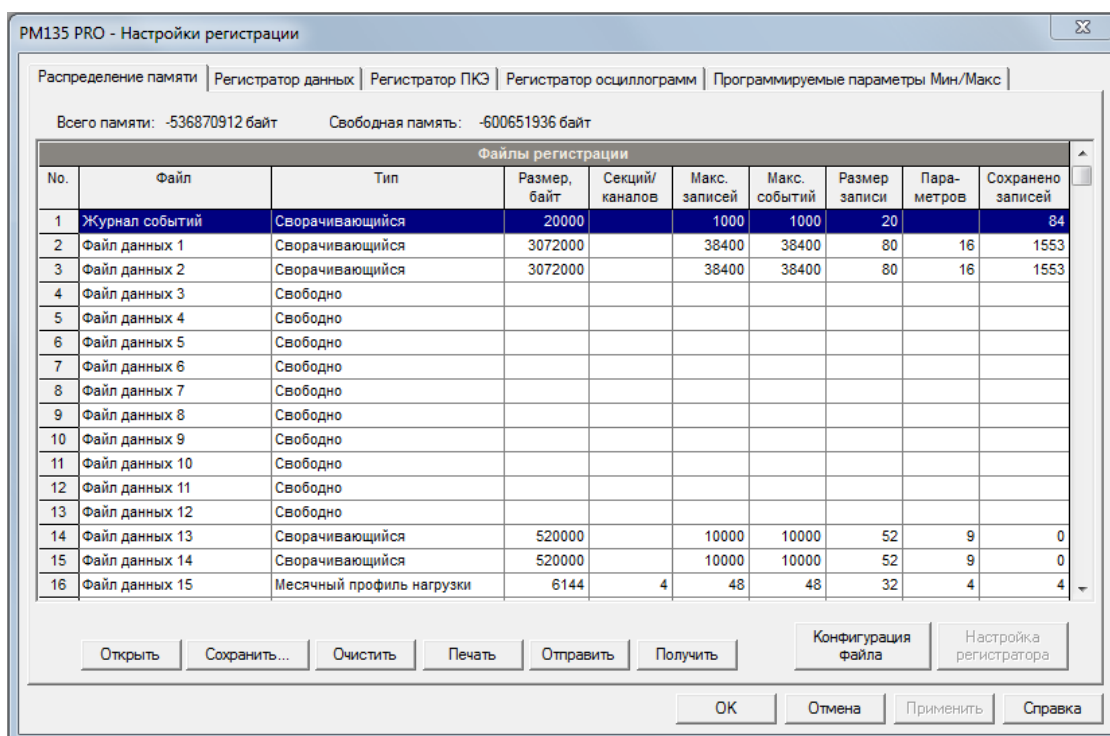 PM135 PRO - Настройки регистрации
Распределение памяти Регистратор данных Регистратор ПКЭ Регистратор осциллограмм Программируемые параметры Мин/Макс
Всего памяти: -536870912 байт Свободная память: -600651936 байт
Файлы регистрации
No. Файл Тип Размер, байт Секций/ каналов Макс. записей Макс. событий Размер записи Пара- метров Сохранено записей
1 Журнал событий Сворачивающийся 20000 1000 1000 20 84
2 Файл данных 1 Сворачивающийся 3072000 38400 38400 80 16 1553
3 Файл данных 2 Сворачивающийся 3072000 38400 38400 80 16 1553
4 Файл данных 3 Свободно
5 Файл данных 4 Свободно
6 Файл данных 5 Свободно
7 Файл данных 6 Свободно
8 Файл данных 7 Свободно
9 Файл данных 8 Свободно
10 Файл данных 9 Свободно
11 Файл данных 10 Свободно
12 Файл данных 11 Свободно
13 Файл данных 12 Свободно
14 Файл данных 13 Сворачивающийся 520000 10000 10000 52 9 0
15 Файл данных 14 Сворачивающийся 520000 10000 10000 52 9 0
16 Файл данных 15 Месячный профиль нагрузки 6144 4 48 48 32 4 4
Открыть Сохранить... Очистить Печать Отправить Получить Конфигурация файла Настройка регистратора
OK Отмена Применить Справка